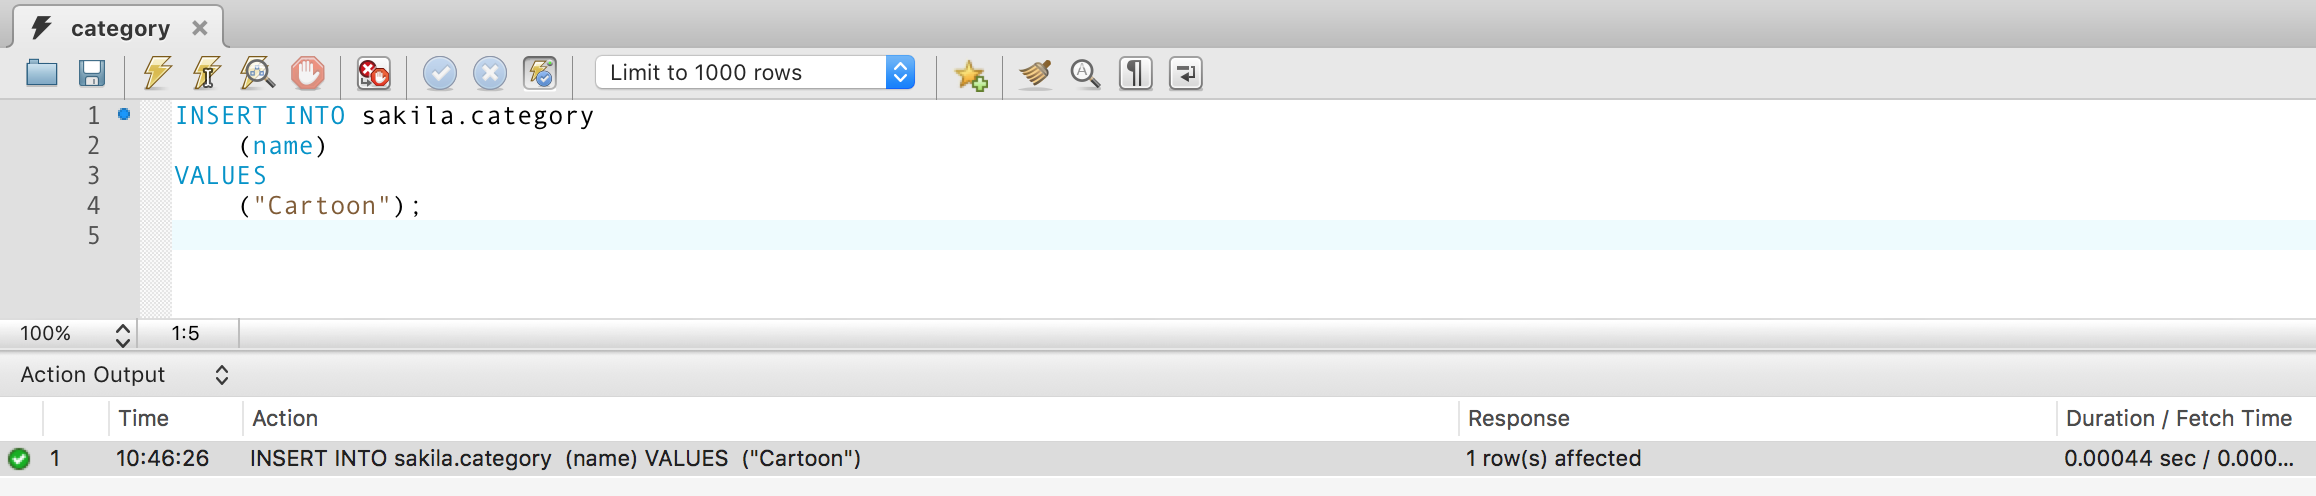 category
Limit to 1000 rows
1 INSERT INTO sakila.category
2 (name)
3 VALUES
4 ("Cartoon");
5
100% 1:5
Action Output
Time Action Response Duration / Fetch Time
1 10:46:26 INSERT INTO sakila.category (name) VALUES ("Cartoon") 1 row(s) affected 0.00044 sec / 0.000...